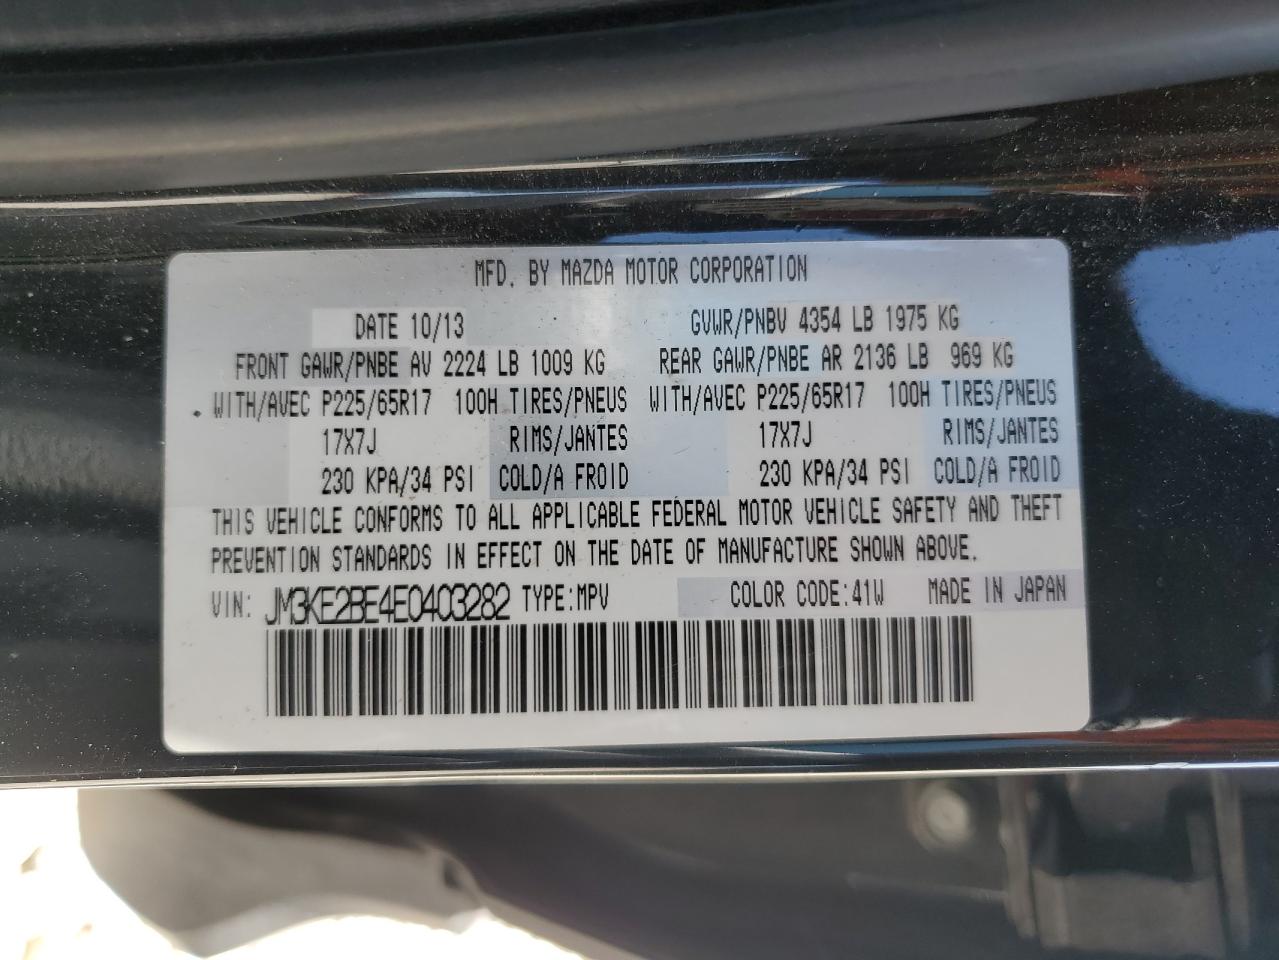 MFD. BY MAZDA MOTOR CORPORATION
DATE 10/13 GVWR/PNBV 4354 LB 1975 KG
FRONT GAWR/PNBE AV 2224 LB 1009 KG REAR GAWR/PNBE AR 2136 LB 969 KG
WITH/AVEC P225/65R17 100H TIRES/PNEUS WITH/AVEC P225/65R17 100H TIRES/PNEUS
17X7J RIMS/JANTES 17X7J RIMS/JANTES
230 KPA/34 PSI COLD/A FROID 230 KPA/34 PSI COLD/A FROID
THIS VEHICLE CONFORMS TO ALL APPLICABLE FEDERAL MOTOR VEHICLE SAFETY AND THEFT
PREVENTION STANDARDS IN EFFECT ON THE DATE OF MANUFACTURE SHOWN ABOVE.
VIN: JM3KE2BE4E0403282 TYPE:MPV COLOR CODE:41W MADE IN JAPAN